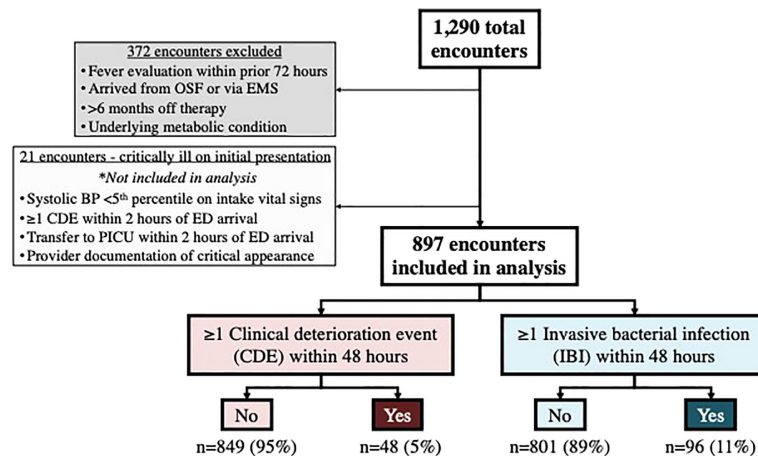 1,290 total
encounters
372 encounters excluded
•Fever evaluation within prior 72 hours
•Arrived from OSF or via EMS
•>6 months off therapy
•Underlying metabolic condition
21 encounters - critically ill on initial presentation
*Not included in analysis
•Systolic BP <5th percentile on intake vital signs
•≥1 CDE within 2 hours of ED arrival
•Transfer to PICU within 2 hours of ED arrival
•Provider documentation of critical appearance
897 encounters
included in analysis
≥1 Clinical deterioration event
(CDE) within 48 hours
≥1 Invasive bacterial infection
(IBI) within 48 hours
No
Yes
No
Yes
n=849 (95%)
n=48 (5%)
n=801 (89%)
n=96 (11%)